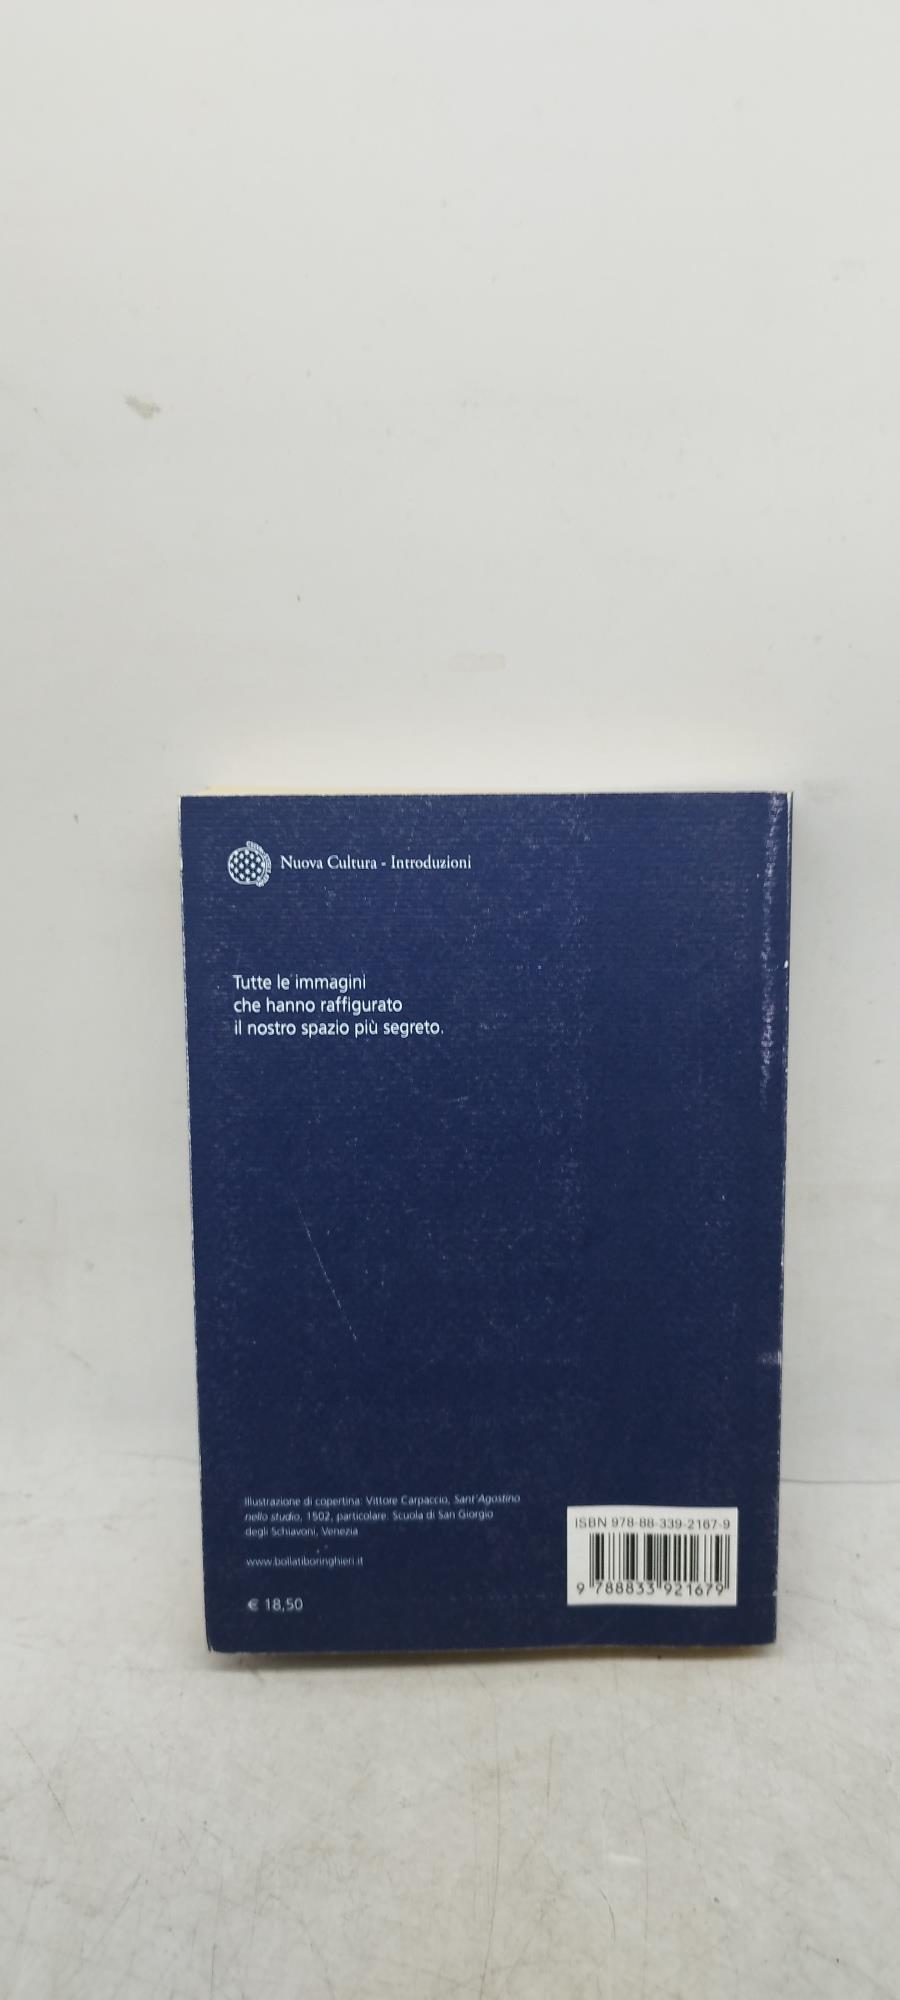 Nuova Cultura - Introduzioni
Tutte le immagini
che hanno raffigurato
il nostro spazio più segreto.
Illustrazione di copertina: Vittore Carpaccio, Sant'Agostino
nello studio, 1502, particolare. Scuola di San Giorgio
degli Schiavoni, Venezia
www.bollatiboringhieri.it
€ 18,50
ISBN 978-88-339-2167-9
9 788833 921679